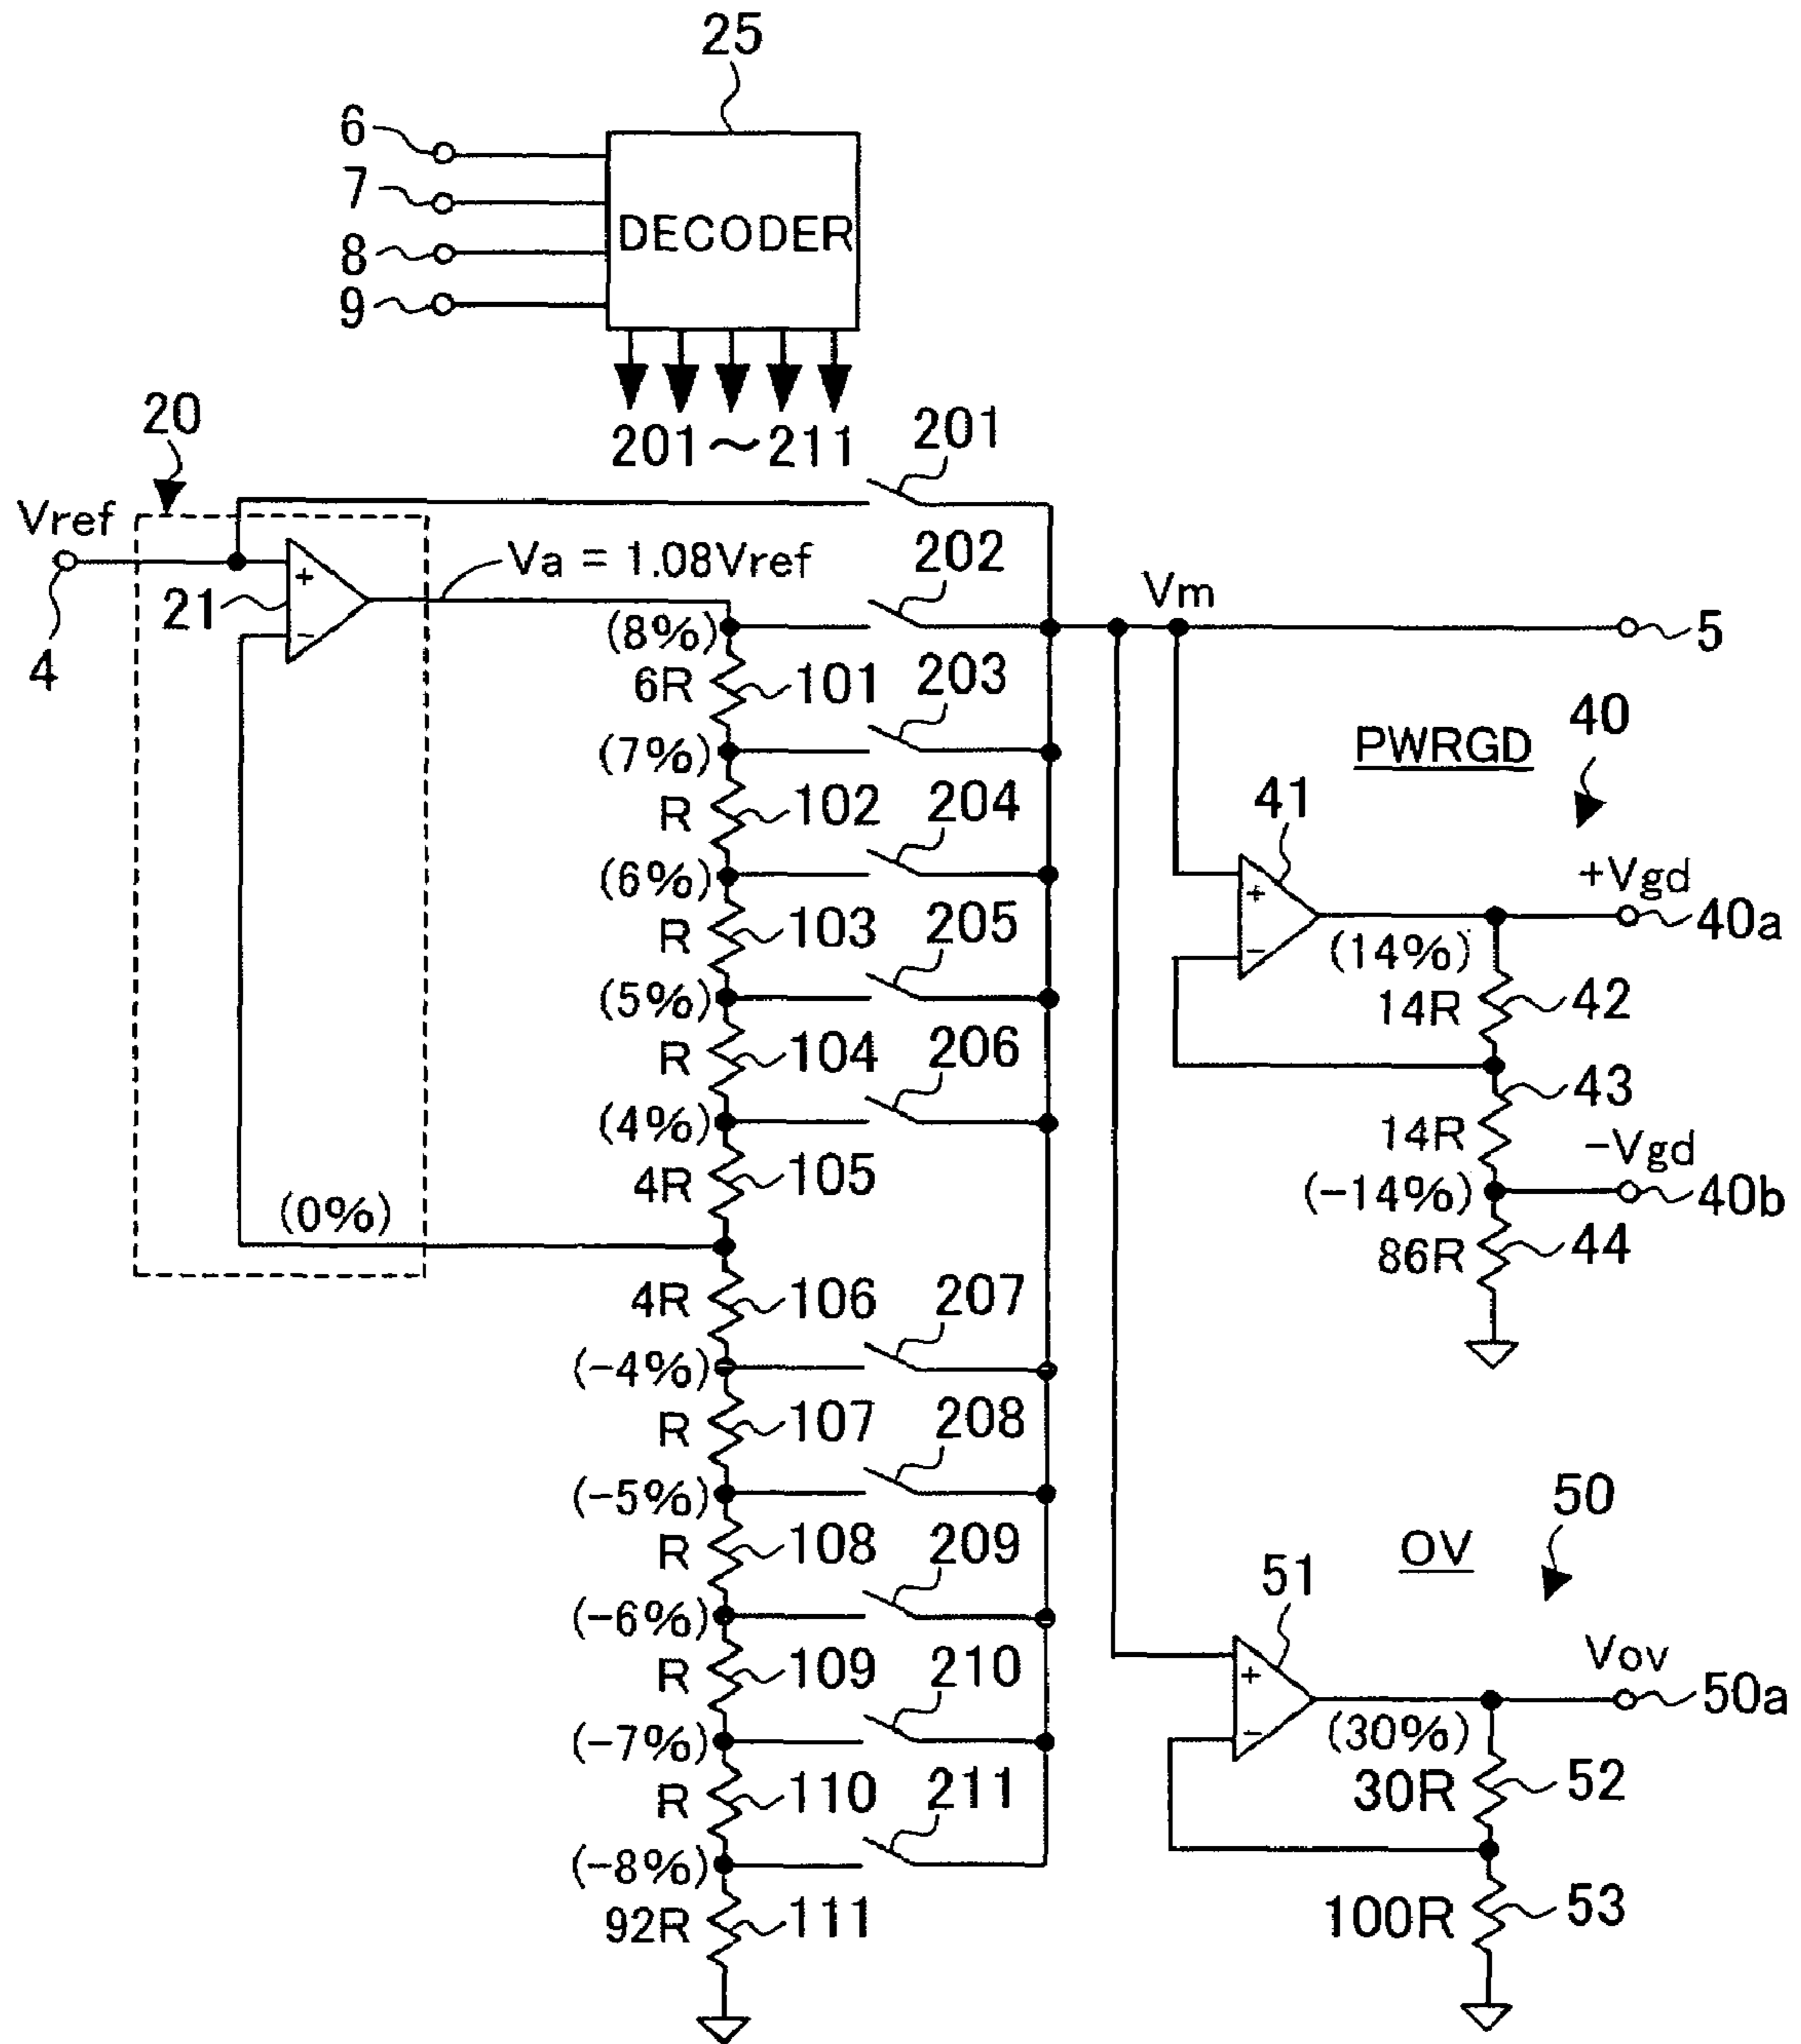 25
6
7
8
9
DECODER
201～211
20
Vref
4
21
+
−
Va = 1.08Vref
(0%)
201
202
Vm
5
(8%)
6R
101
203
(7%)
R
102
204
(6%)
R
103
205
(5%)
R
104
206
(4%)
4R
105
4R
106
207
(−4%)
R
107
208
(−5%)
R
108
209
(−6%)
R
109
210
(−7%)
R
110
211
(−8%)
92R
111
PWRGD
40
41
+
−
+Vgd
40a
(14%)
14R
42
43
14R
−Vgd
(−14%)
40b
86R
44
OV
50
51
+
−
Vov
50a
(30%)
30R
52
100R
53